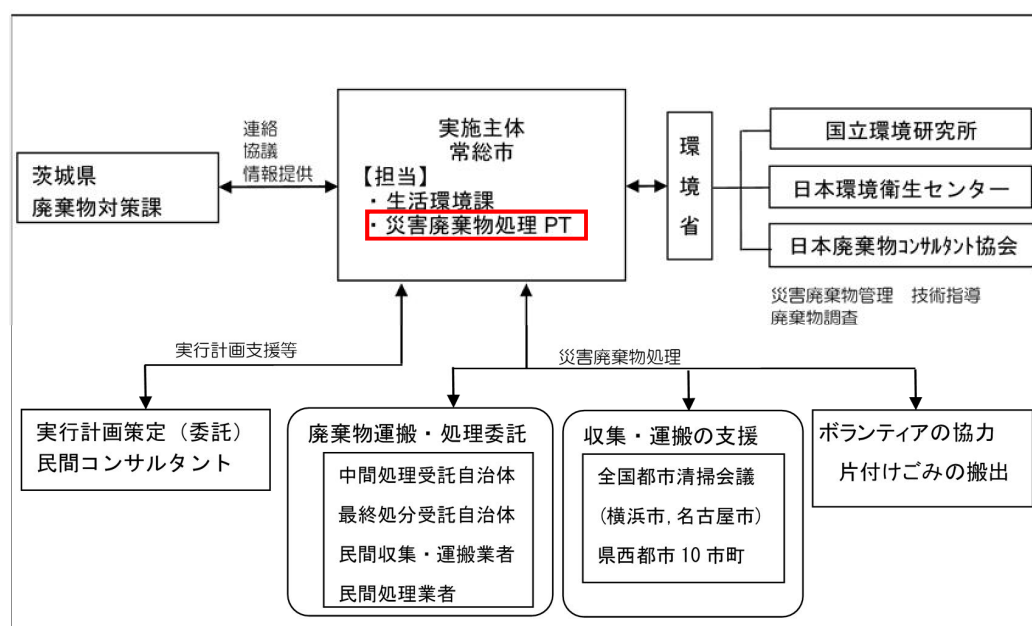 茨城県
廃棄物対策課
連絡
協議
情報提供
実施主体
常総市
【担当】
・生活環境課
・災害廃棄物処理 PT
環
境
省
国立環境研究所
日本環境衛生センター
日本廃棄物コンサルタント協会
災害廃棄物管理　技術指導
廃棄物調査
実行計画支援等
災害廃棄物処理
実行計画策定（委託）
民間コンサルタント
廃棄物運搬・処理委託
中間処理受託自治体
最終処分受託自治体
民間収集・運搬業者
民間処理業者
収集・運搬の支援
全国都市清掃会議
(横浜市,名古屋市)
県西都市 10 市町
ボランティアの協力
片付けごみの搬出